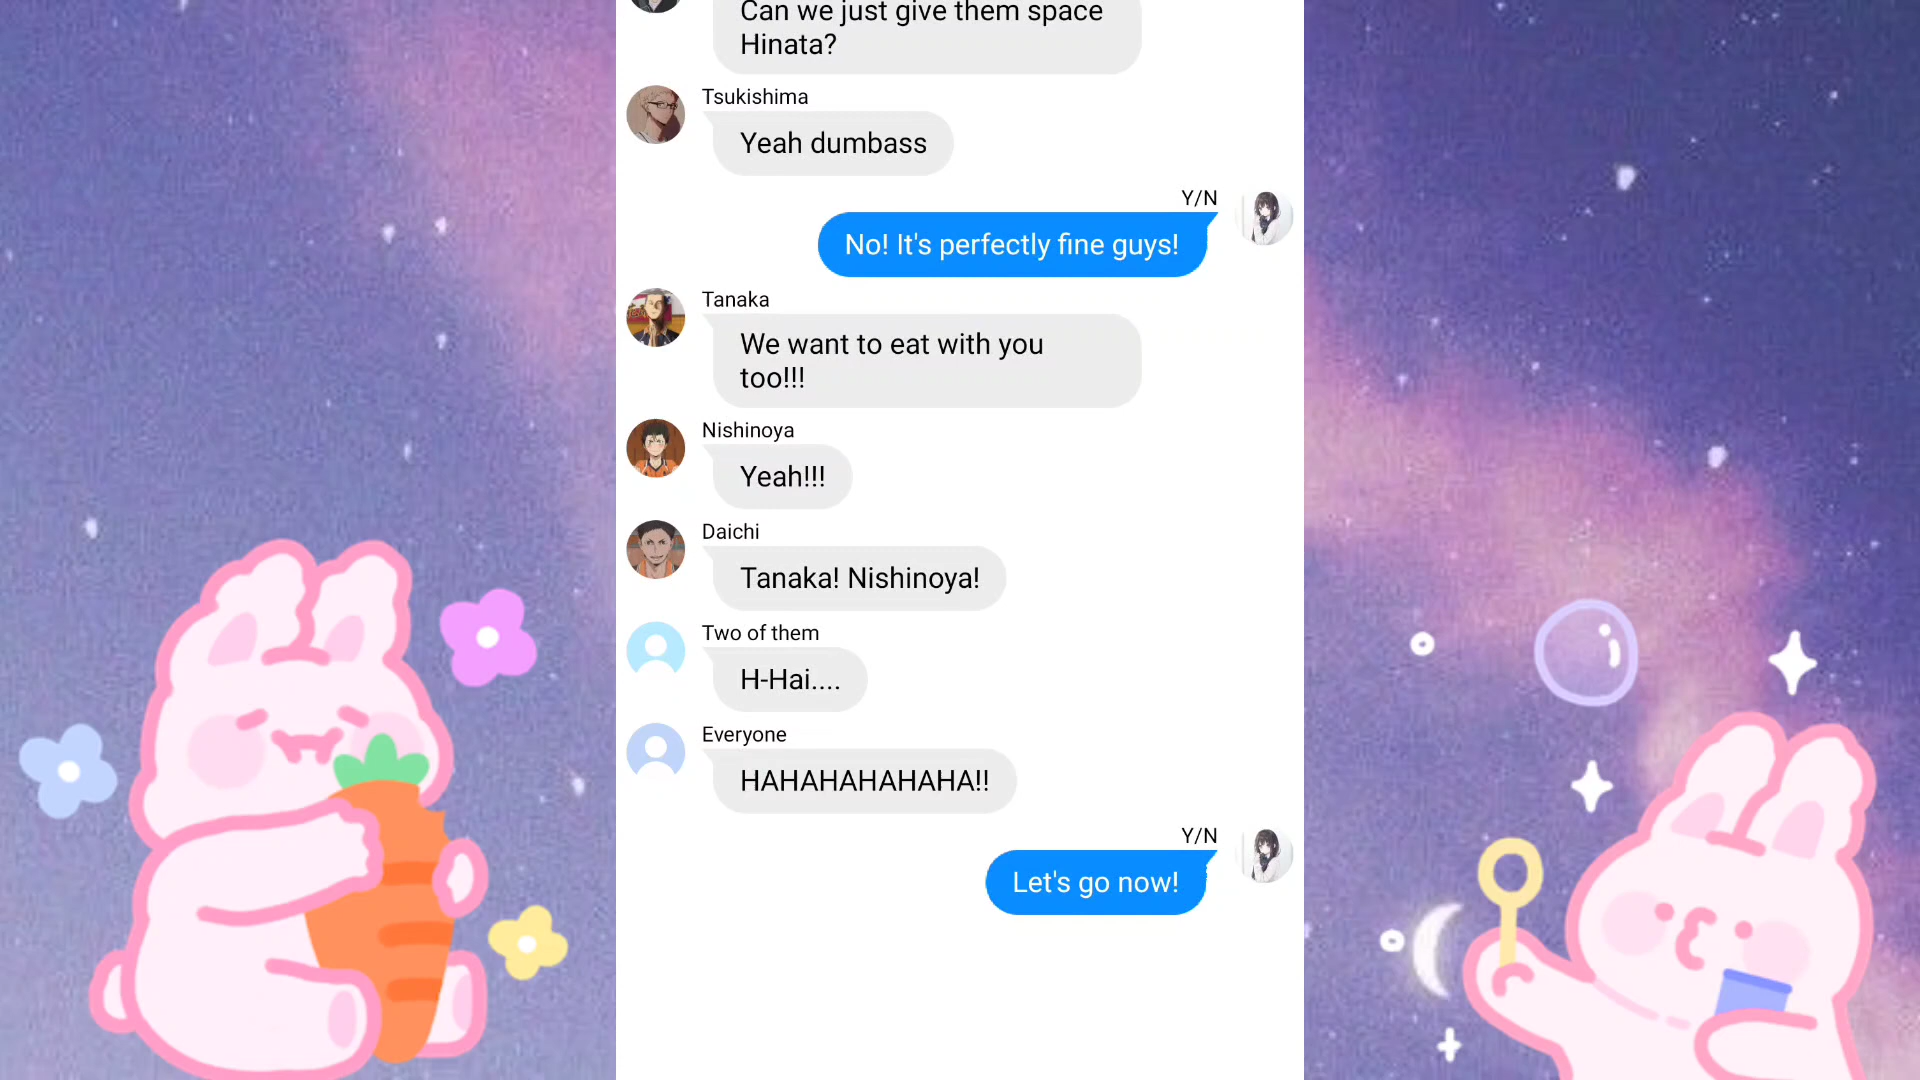 Can we just give them space
Hinata?
Tsukishima
Yeah dumbass
Y/N
No! It's perfectly fine guys!
Tanaka
We want to eat with you
too!!!
Nishinoya
Yeah!!!
Daichi
Tanaka! Nishinoya!
Two of them
H-Hai....
Everyone
HAHAHAHAHAHA!!
Y/N
Let's go now!